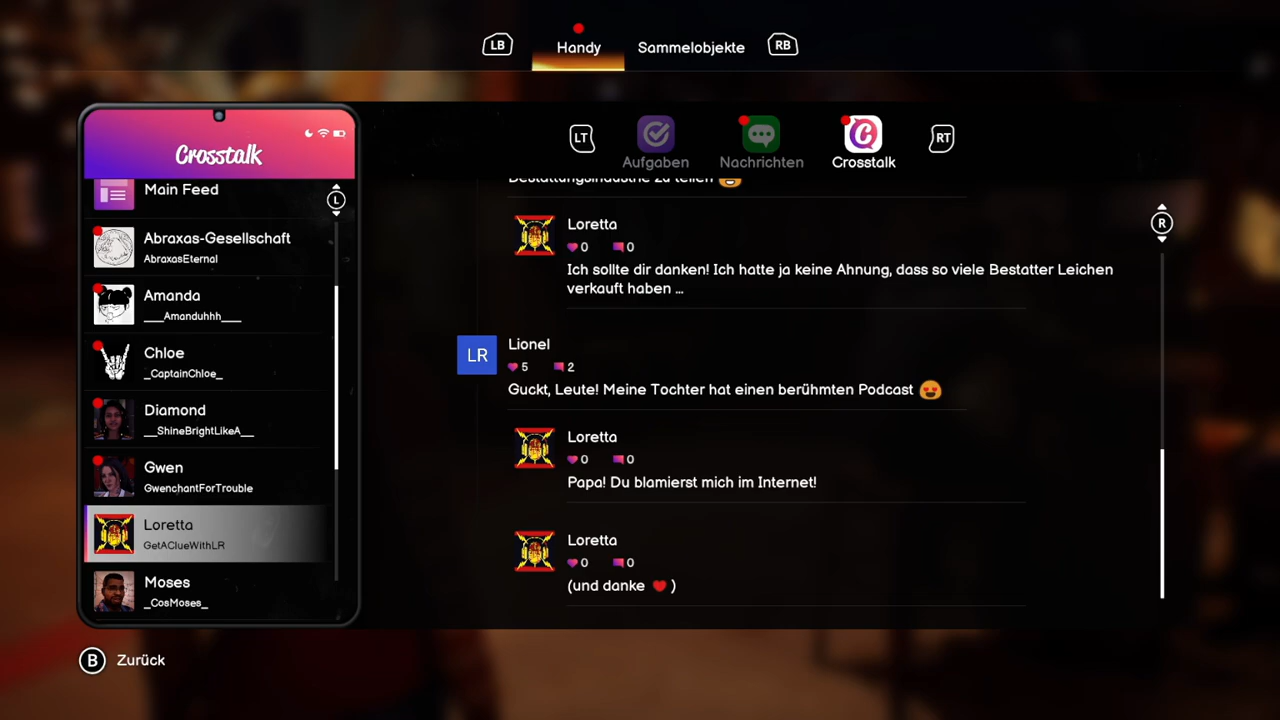 LB
Handy
Sammelobjekte
RB
Crosstalk
Main Feed
L
Abraxas-Gesellschaft
AbraxasEternal
Amanda
___Amanduhhh___
Chloe
_CaptainChloe_
Diamond
__ShineBrightLikeA__
Gwen
GwenchantForTrouble
Loretta
GetAClueWithLR
Moses
_CosMoses_
LT
Aufgaben
Nachrichten
Crosstalk
RT
R
Bestattungsindustrie zu teilen
Loretta
0 0
Ich sollte dir danken! Ich hatte ja keine Ahnung, dass so viele Bestatter Leichen
verkauft haben ...
LR
Lionel
5 2
Guckt, Leute! Meine Tochter hat einen berühmten Podcast 😍
Loretta
0 0
Papa! Du blamierst mich im Internet!
Loretta
0 0
(und danke ❤ )
B Zurück